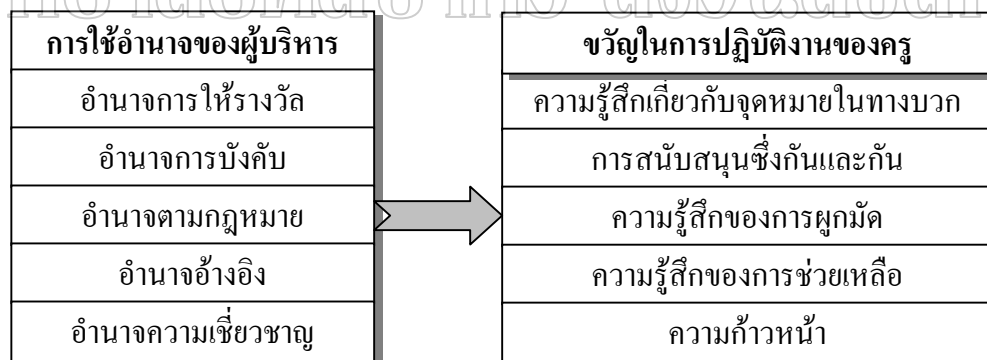 การใช้อำนาจของผู้บริหาร
อำนาจการให้รางวัล
อำนาจการบังคับ
อำนาจตามกฎหมาย
อำนาจอ้างอิง
อำนาจความเชี่ยวชาญ
ขวัญในการปฏิบัติงานของครู
ความรู้สึกเกี่ยวกับจุดหมายในทางบวก
การสนับสนุนซึ่งกันและกัน
ความรู้สึกของการผูกมัด
ความรู้สึกของการช่วยเหลือ
ความก้าวหน้า